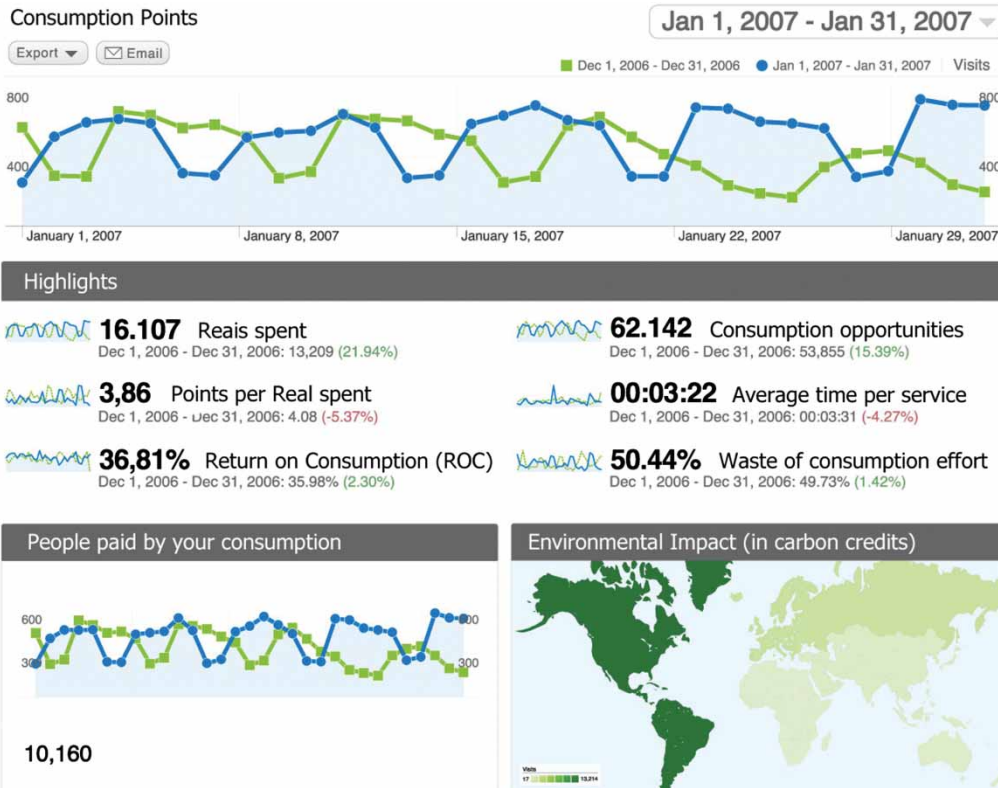 Consumption Points
Jan 1, 2007 - Jan 31, 2007
Export
Email
Dec 1, 2006 - Dec 31, 2006
Jan 1, 2007 - Jan 31, 2007
Visits
800
800
400
400
January 1, 2007
January 8, 2007
January 15, 2007
January 22, 2007
January 29, 2007
Highlights
16.107 Reais spent
Dec 1, 2006 - Dec 31, 2006: 13,209 (21.94%)
62.142 Consumption opportunities
Dec 1, 2006 - Dec 31, 2006: 53,855 (15.39%)
3,86 Points per Real spent
Dec 1, 2006 - Dec 31, 2006: 4.08 (-5.37%)
00:03:22 Average time per service
Dec 1, 2006 - Dec 31, 2006: 00:03:31 (-4.27%)
36,81% Return on Consumption (ROC)
Dec 1, 2006 - Dec 31, 2006: 35.98% (2.30%)
50.44% Waste of consumption effort
Dec 1, 2006 - Dec 31, 2006: 49.73% (1.42%)
People paid by your consumption
600
600
300
300
10,160
Environmental Impact (in carbon credits)
Visits
17
13,214